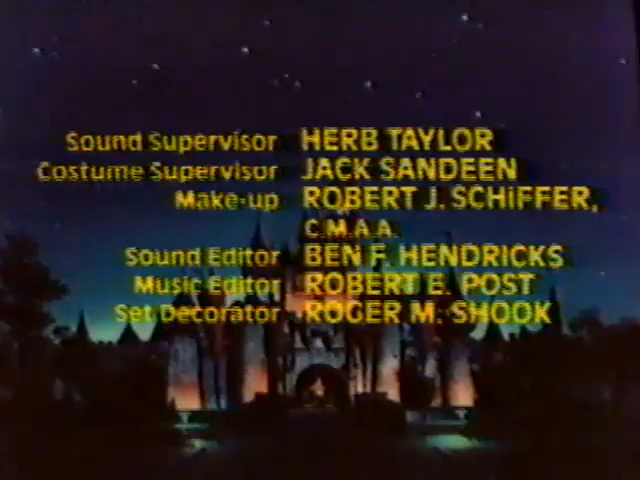 Sound Supervisor HERB TAYLOR
Costume Supervisor JACK SANDEEN
Make-up ROBERT J. SCHiFFER,
C.M.A.A.
Sound Editor BEN F. HENDRICKS
Music Editor ROBERT E. POST
Set Decorator ROGER M. SHOOK